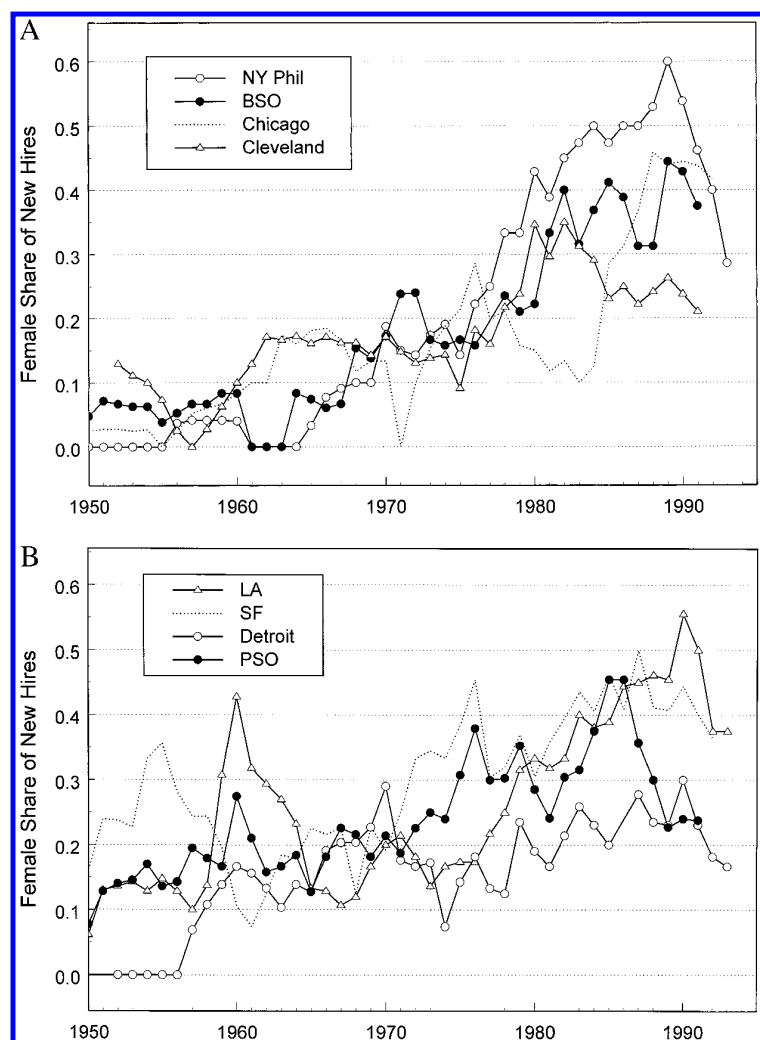 A
0.6
0.5
0.4
0.3
0.2
0.1
0.0
Female Share of New Hires
NY Phil
BSO
Chicago
Cleveland
1950 1960 1970 1980 1990
B
0.6
0.5
0.4
0.3
0.2
0.1
0.0
Female Share of New Hires
LA
SF
Detroit
PSO
1950 1960 1970 1980 1990